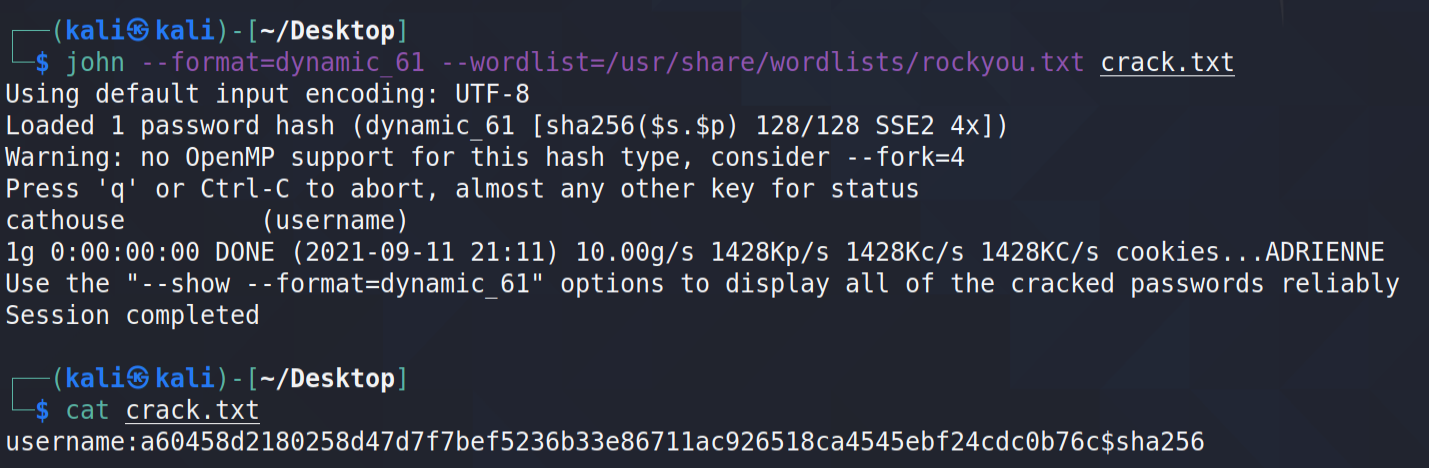 ┌──(kali㉿kali)-[~/Desktop]
└─$ john --format=dynamic_61 --wordlist=/usr/share/wordlists/rockyou.txt crack.txt
Using default input encoding: UTF-8
Loaded 1 password hash (dynamic_61 [sha256($s.$p) 128/128 SSE2 4x])
Warning: no OpenMP support for this hash type, consider --fork=4
Press 'q' or Ctrl-C to abort, almost any other key for status
cathouse         (username)
1g 0:00:00:00 DONE (2021-09-11 21:11) 10.00g/s 1428Kp/s 1428Kc/s 1428KC/s cookies...ADRIENNE
Use the "--show --format=dynamic_61" options to display all of the cracked passwords reliably
Session completed
┌──(kali㉿kali)-[~/Desktop]
└─$ cat crack.txt
username:a60458d2180258d47d7f7bef5236b33e86711ac926518ca4545ebf24cdc0b76c$sha256